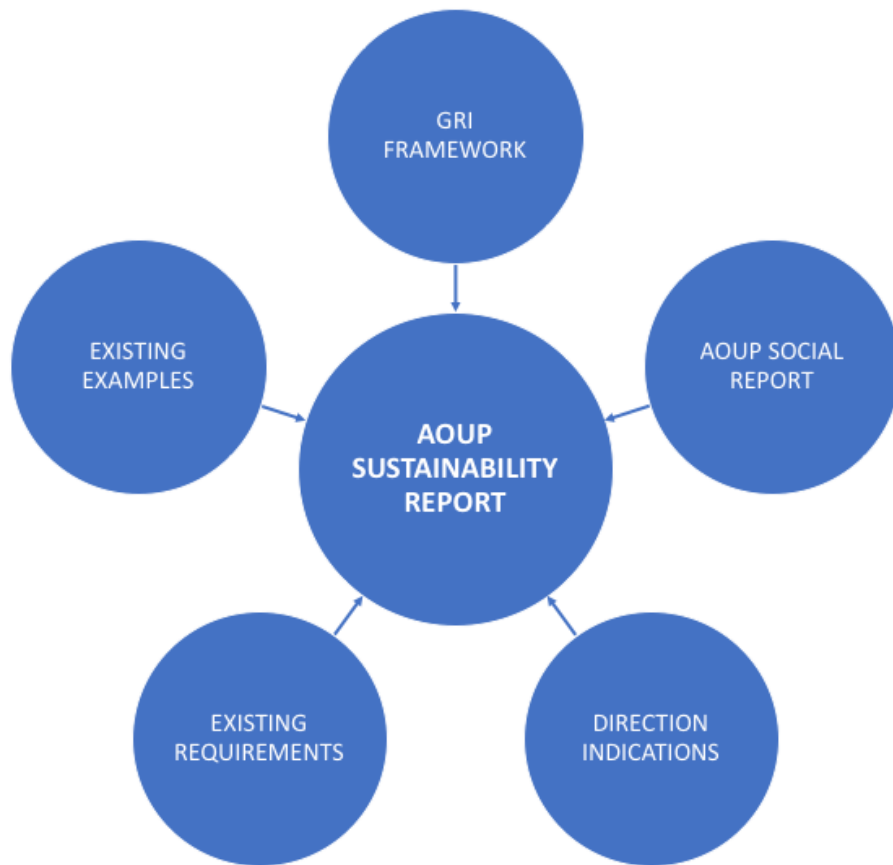 GRI
FRAMEWORK
EXISTING
EXAMPLES
AOUP SOCIAL
REPORT
AOUP
SUSTAINABILITY
REPORT
EXISTING
REQUIREMENTS
DIRECTION
INDICATIONS